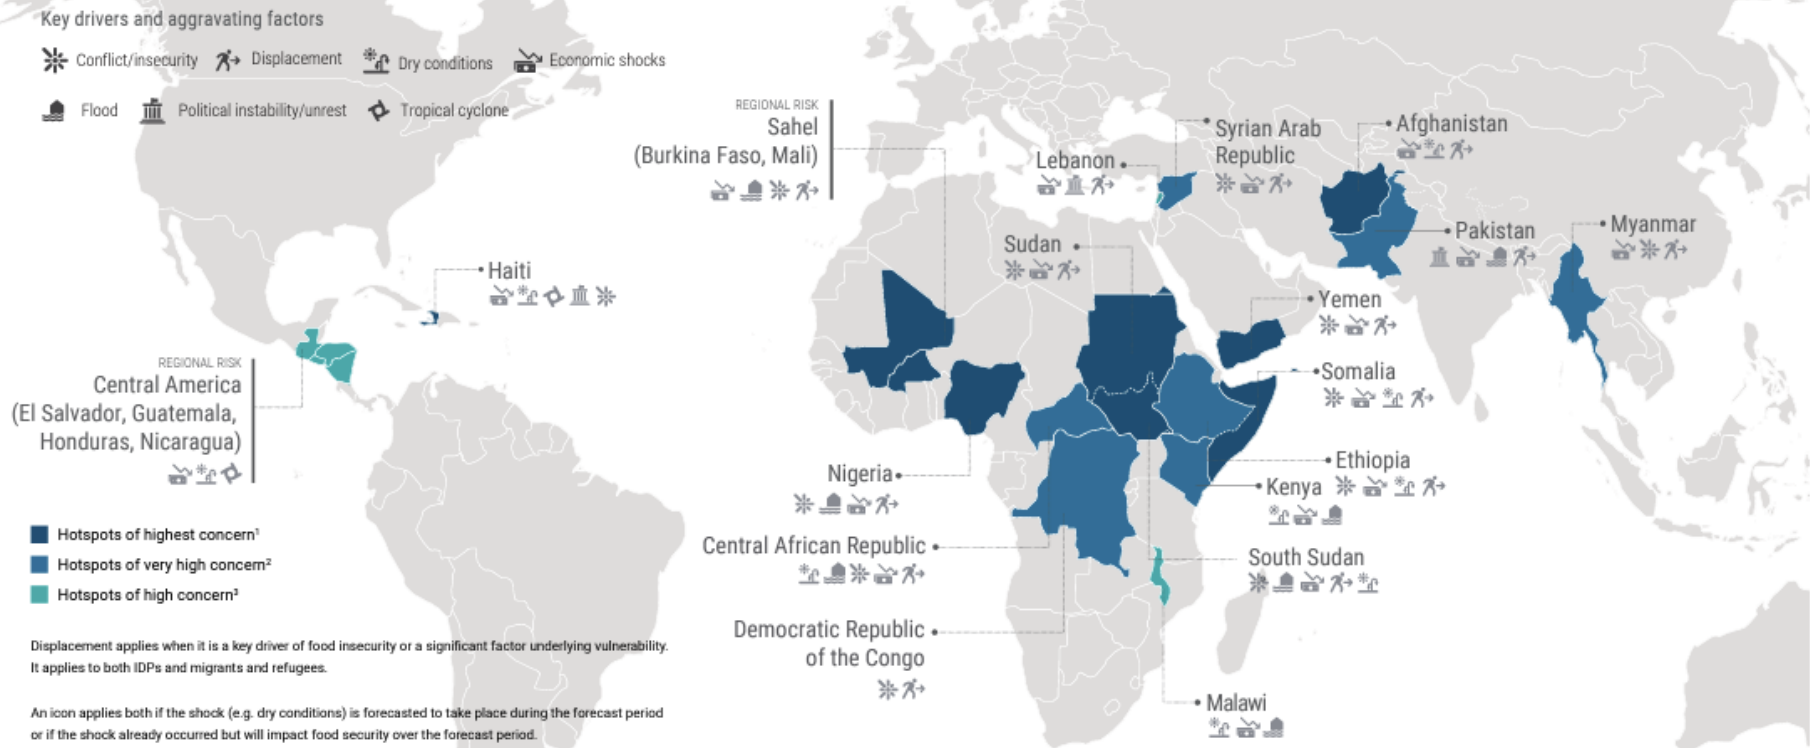 Key drivers and aggravating factors
Conflict/insecurity
Displacement
Dry conditions
Economic shocks
Flood
Political instability/unrest
Tropical cyclone
REGIONAL RISK
Sahel
(Burkina Faso, Mali)
Lebanon
Syrian Arab
Republic
Afghanistan
Pakistan
Myanmar
Sudan
Haiti
Yemen
REGIONAL RISK
Central America
(El Salvador, Guatemala,
Honduras, Nicaragua)
Somalia
Nigeria
Ethiopia
Kenya
Central African Republic
South Sudan
Democratic Republic
of the Congo
Malawi
Hotspots of highest concern¹
Hotspots of very high concern²
Hotspots of high concern³
Displacement applies when it is a key driver of food insecurity or a significant factor underlying vulnerability.
It applies to both IDPs and migrants and refugees.
An icon applies both if the shock (e.g. dry conditions) is forecasted to take place during the forecast period
or if the shock already occurred but will impact food security over the forecast period.